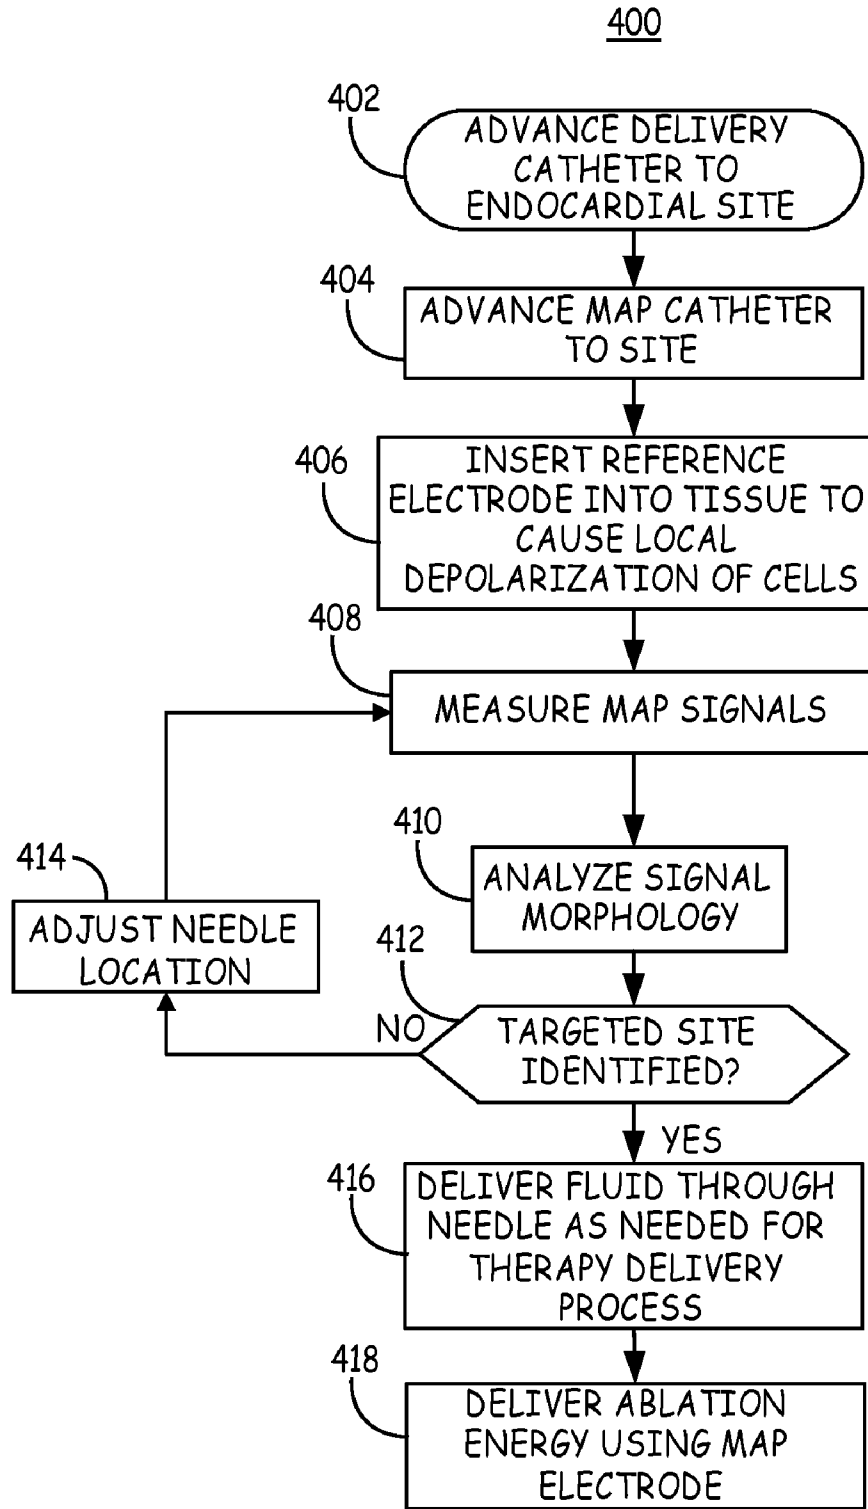 400
402
ADVANCE DELIVERY
CATHETER TO
ENDOCARDIAL SITE
404
ADVANCE MAP CATHETER
TO SITE
406
INSERT REFERENCE
ELECTRODE INTO TISSUE TO
CAUSE LOCAL
DEPOLARIZATION OF CELLS
408
MEASURE MAP SIGNALS
410
ANALYZE SIGNAL
MORPHOLOGY
414
ADJUST NEEDLE
LOCATION
412
NO
TARGETED SITE
IDENTIFIED?
YES
416
DELIVER FLUID THROUGH
NEEDLE AS NEEDED FOR
THERAPY DELIVERY
PROCESS
418
DELIVER ABLATION
ENERGY USING MAP
ELECTRODE